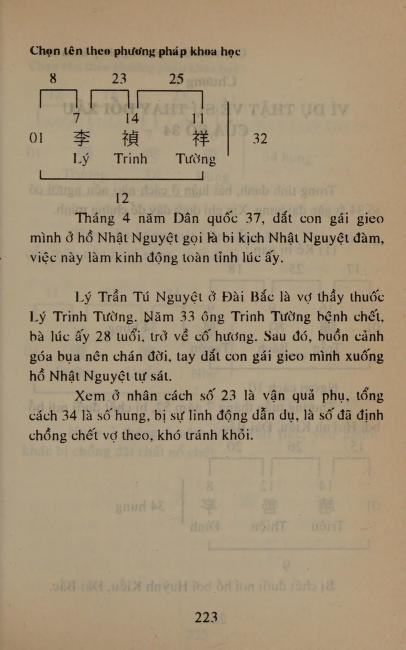 Chọn tên theo phương pháp khoa học
8 23 25
7 14 11
01 李 禎 祥 32
Lý Trinh Tường
12
Tháng 4 năm Dân quốc 37, dắt con gái gieo
mình ở hồ Nhật Nguyệt gọi là bi kịch Nhật Nguyệt đàm,
việc này làm kinh động toàn tỉnh lúc ấy.
Lý Trần Tú Nguyệt ở Đài Bắc là vợ thầy thuốc
Lý Trinh Tường. Năm 33 ông Trinh Tường bệnh chết,
bà lúc ấy 28 tuổi, trở về cố hương. Sau đó, buồn cảnh
góa bụa nên chán đời, tay dắt con gái gieo mình xuống
hồ Nhật Nguyệt tự sát.
Xem ở nhân cách số 23 là vận quả phụ, tổng
cách 34 là số hung, bị sự linh động dẫn dụ, là số đã định
chồng chết vợ theo, khó tránh khỏi.
223